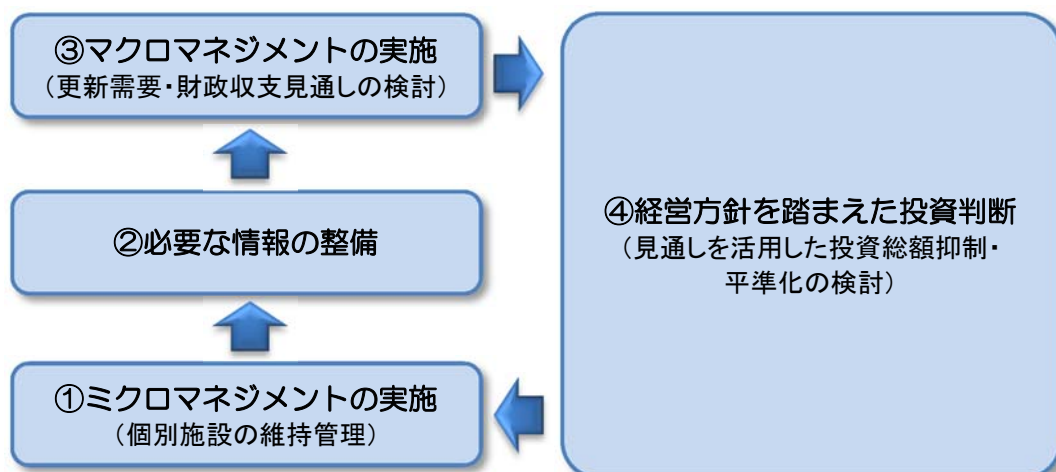 ③マクロマネジメントの実施
（更新需要・財政収支見通しの検討）
②必要な情報の整備
①ミクロマネジメントの実施
（個別施設の維持管理）
④経営方針を踏まえた投資判断
（見通しを活用した投資総額抑制・
平準化の検討）